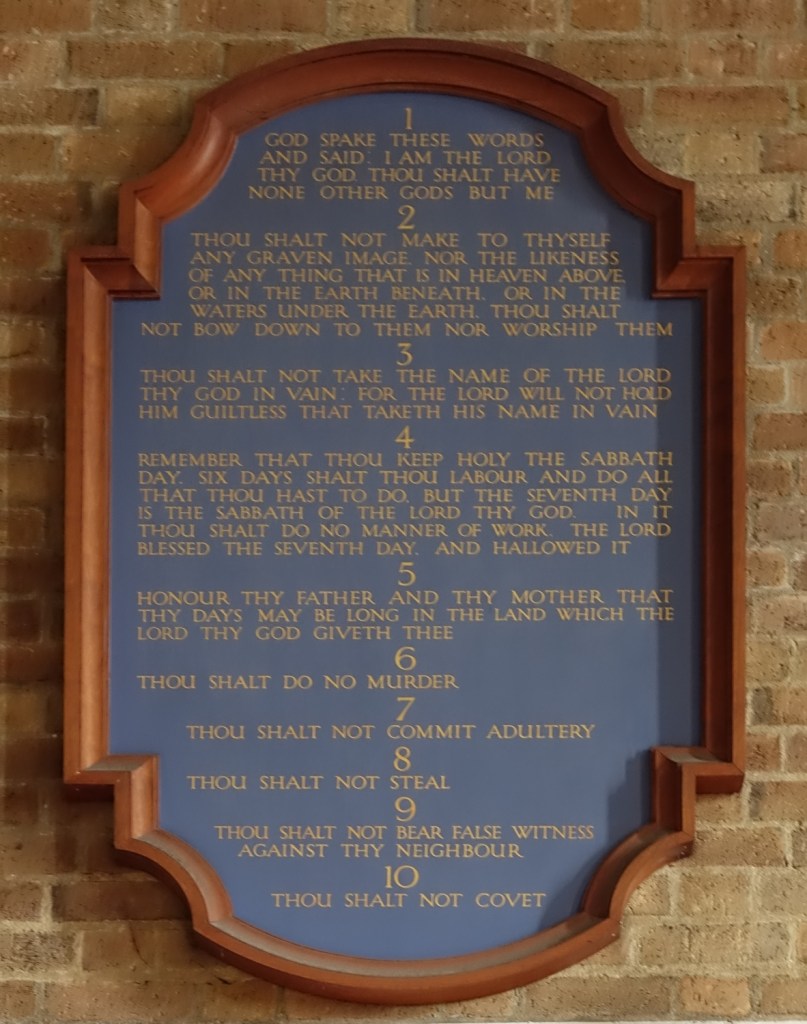 1
GOD SPAKE THESE WORDS
AND SAID: I AM THE LORD
THY GOD. THOU SHALT HAVE
NONE OTHER GODS BUT ME
2
THOU SHALT NOT MAKE TO THYSELF
ANY GRAVEN IMAGE. NOR THE LIKENESS
OF ANY THING THAT IS IN HEAVEN ABOVE,
OR IN THE EARTH BENEATH, OR IN THE
WATERS UNDER THE EARTH. THOU SHALT
NOT BOW DOWN TO THEM NOR WORSHIP THEM
3
THOU SHALT NOT TAKE THE NAME OF THE LORD
THY GOD IN VAIN: FOR THE LORD WILL NOT HOLD
HIM GUILTLESS THAT TAKETH HIS NAME IN VAIN
4
REMEMBER THAT THOU KEEP HOLY THE SABBATH
DAY. SIX DAYS SHALT THOU LABOUR AND DO ALL
THAT THOU HAST TO DO. BUT THE SEVENTH DAY
IS THE SABBATH OF THE LORD THY GOD. IN IT
THOU SHALT DO NO MANNER OF WORK. THE LORD
BLESSED THE SEVENTH DAY. AND HALLOWED IT
5
HONOUR THY FATHER AND THY MOTHER THAT
THY DAYS MAY BE LONG IN THE LAND WHICH THE
LORD THY GOD GIVETH THEE
6
THOU SHALT DO NO MURDER
7
THOU SHALT NOT COMMIT ADULTERY
8
THOU SHALT NOT STEAL
9
THOU SHALT NOT BEAR FALSE WITNESS
AGAINST THY NEIGHBOUR
10
THOU SHALT NOT COVET